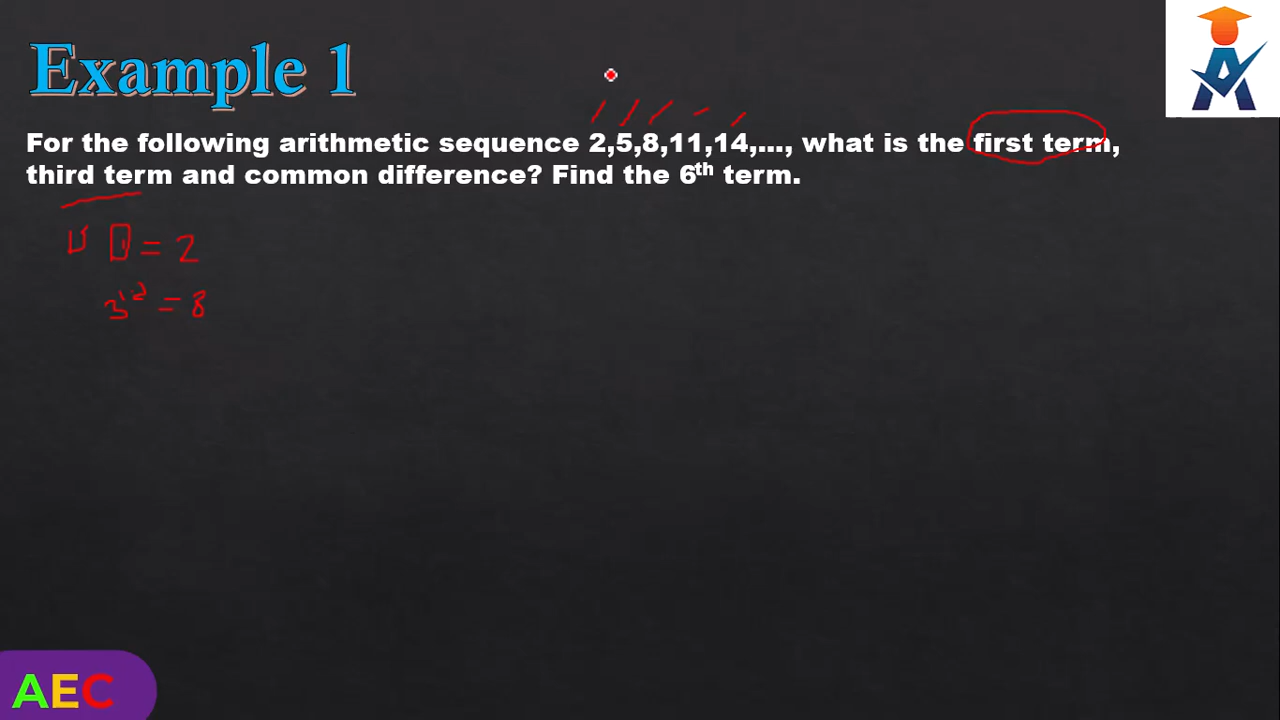 Example 1
For the following arithmetic sequence 2,5,8,11,14,..., what is the first term,
third term and common difference? Find the 6th term.
= 2
= 8
AEC